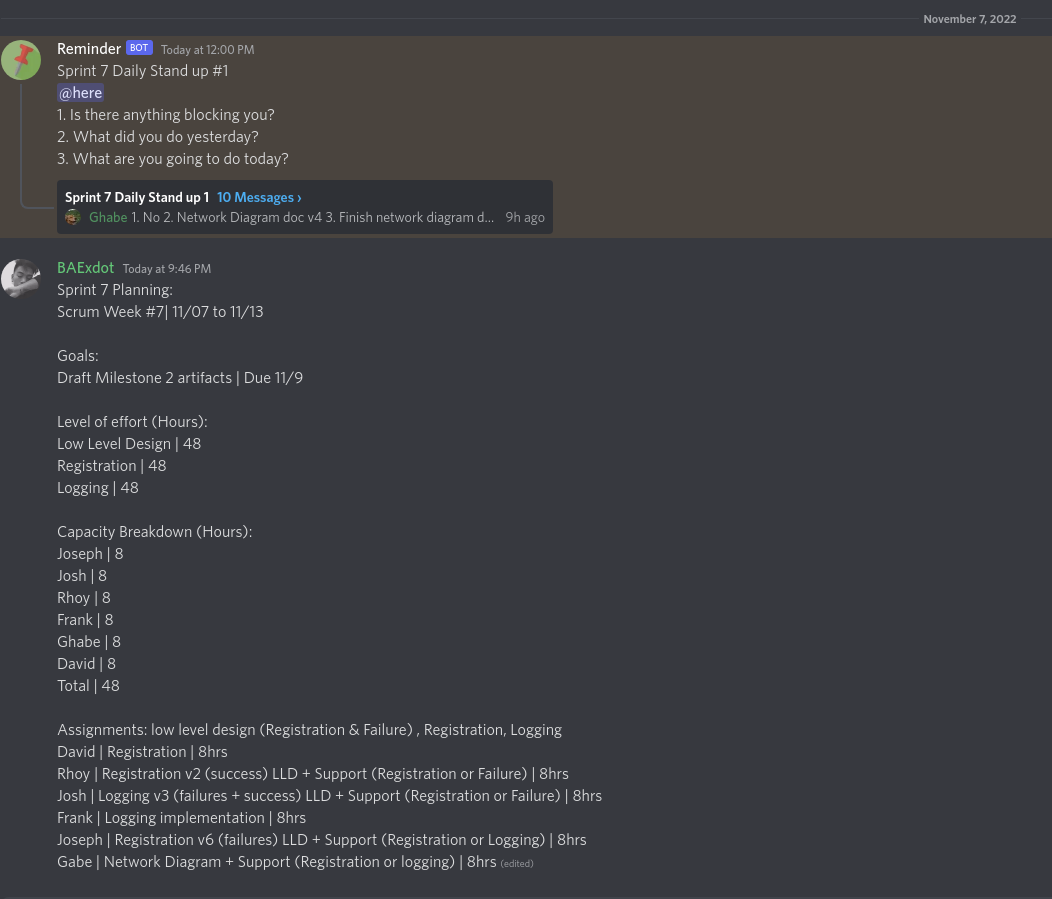 November 7, 2022
Reminder BOT Today at 12:00 PM
Sprint 7 Daily Stand up #1
@here
1. Is there anything blocking you?
2. What did you do yesterday?
3. What are you going to do today?
Sprint 7 Daily Stand up 1 10 Messages ›
Ghabe 1. No 2. Network Diagram doc v4 3. Finish network diagram d... 9h ago
BAExdot Today at 9:46 PM
Sprint 7 Planning:
Scrum Week #7| 11/07 to 11/13
Goals:
Draft Milestone 2 artifacts | Due 11/9
Level of effort (Hours):
Low Level Design | 48
Registration | 48
Logging | 48
Capacity Breakdown (Hours):
Joseph | 8
Josh | 8
Rhoy | 8
Frank | 8
Ghabe | 8
David | 8
Total | 48
Assignments: low level design (Registration & Failure) , Registration, Logging
David | Registration | 8hrs
Rhoy | Registration v2 (success) LLD + Support (Registration or Failure) | 8hrs
Josh | Logging v3 (failures + success) LLD + Support (Registration or Failure) | 8hrs
Frank | Logging implementation | 8hrs
Joseph | Registration v6 (failures) LLD + Support (Registration or Logging) | 8hrs
Gabe | Network Diagram + Support (Registration or logging) | 8hrs (edited)